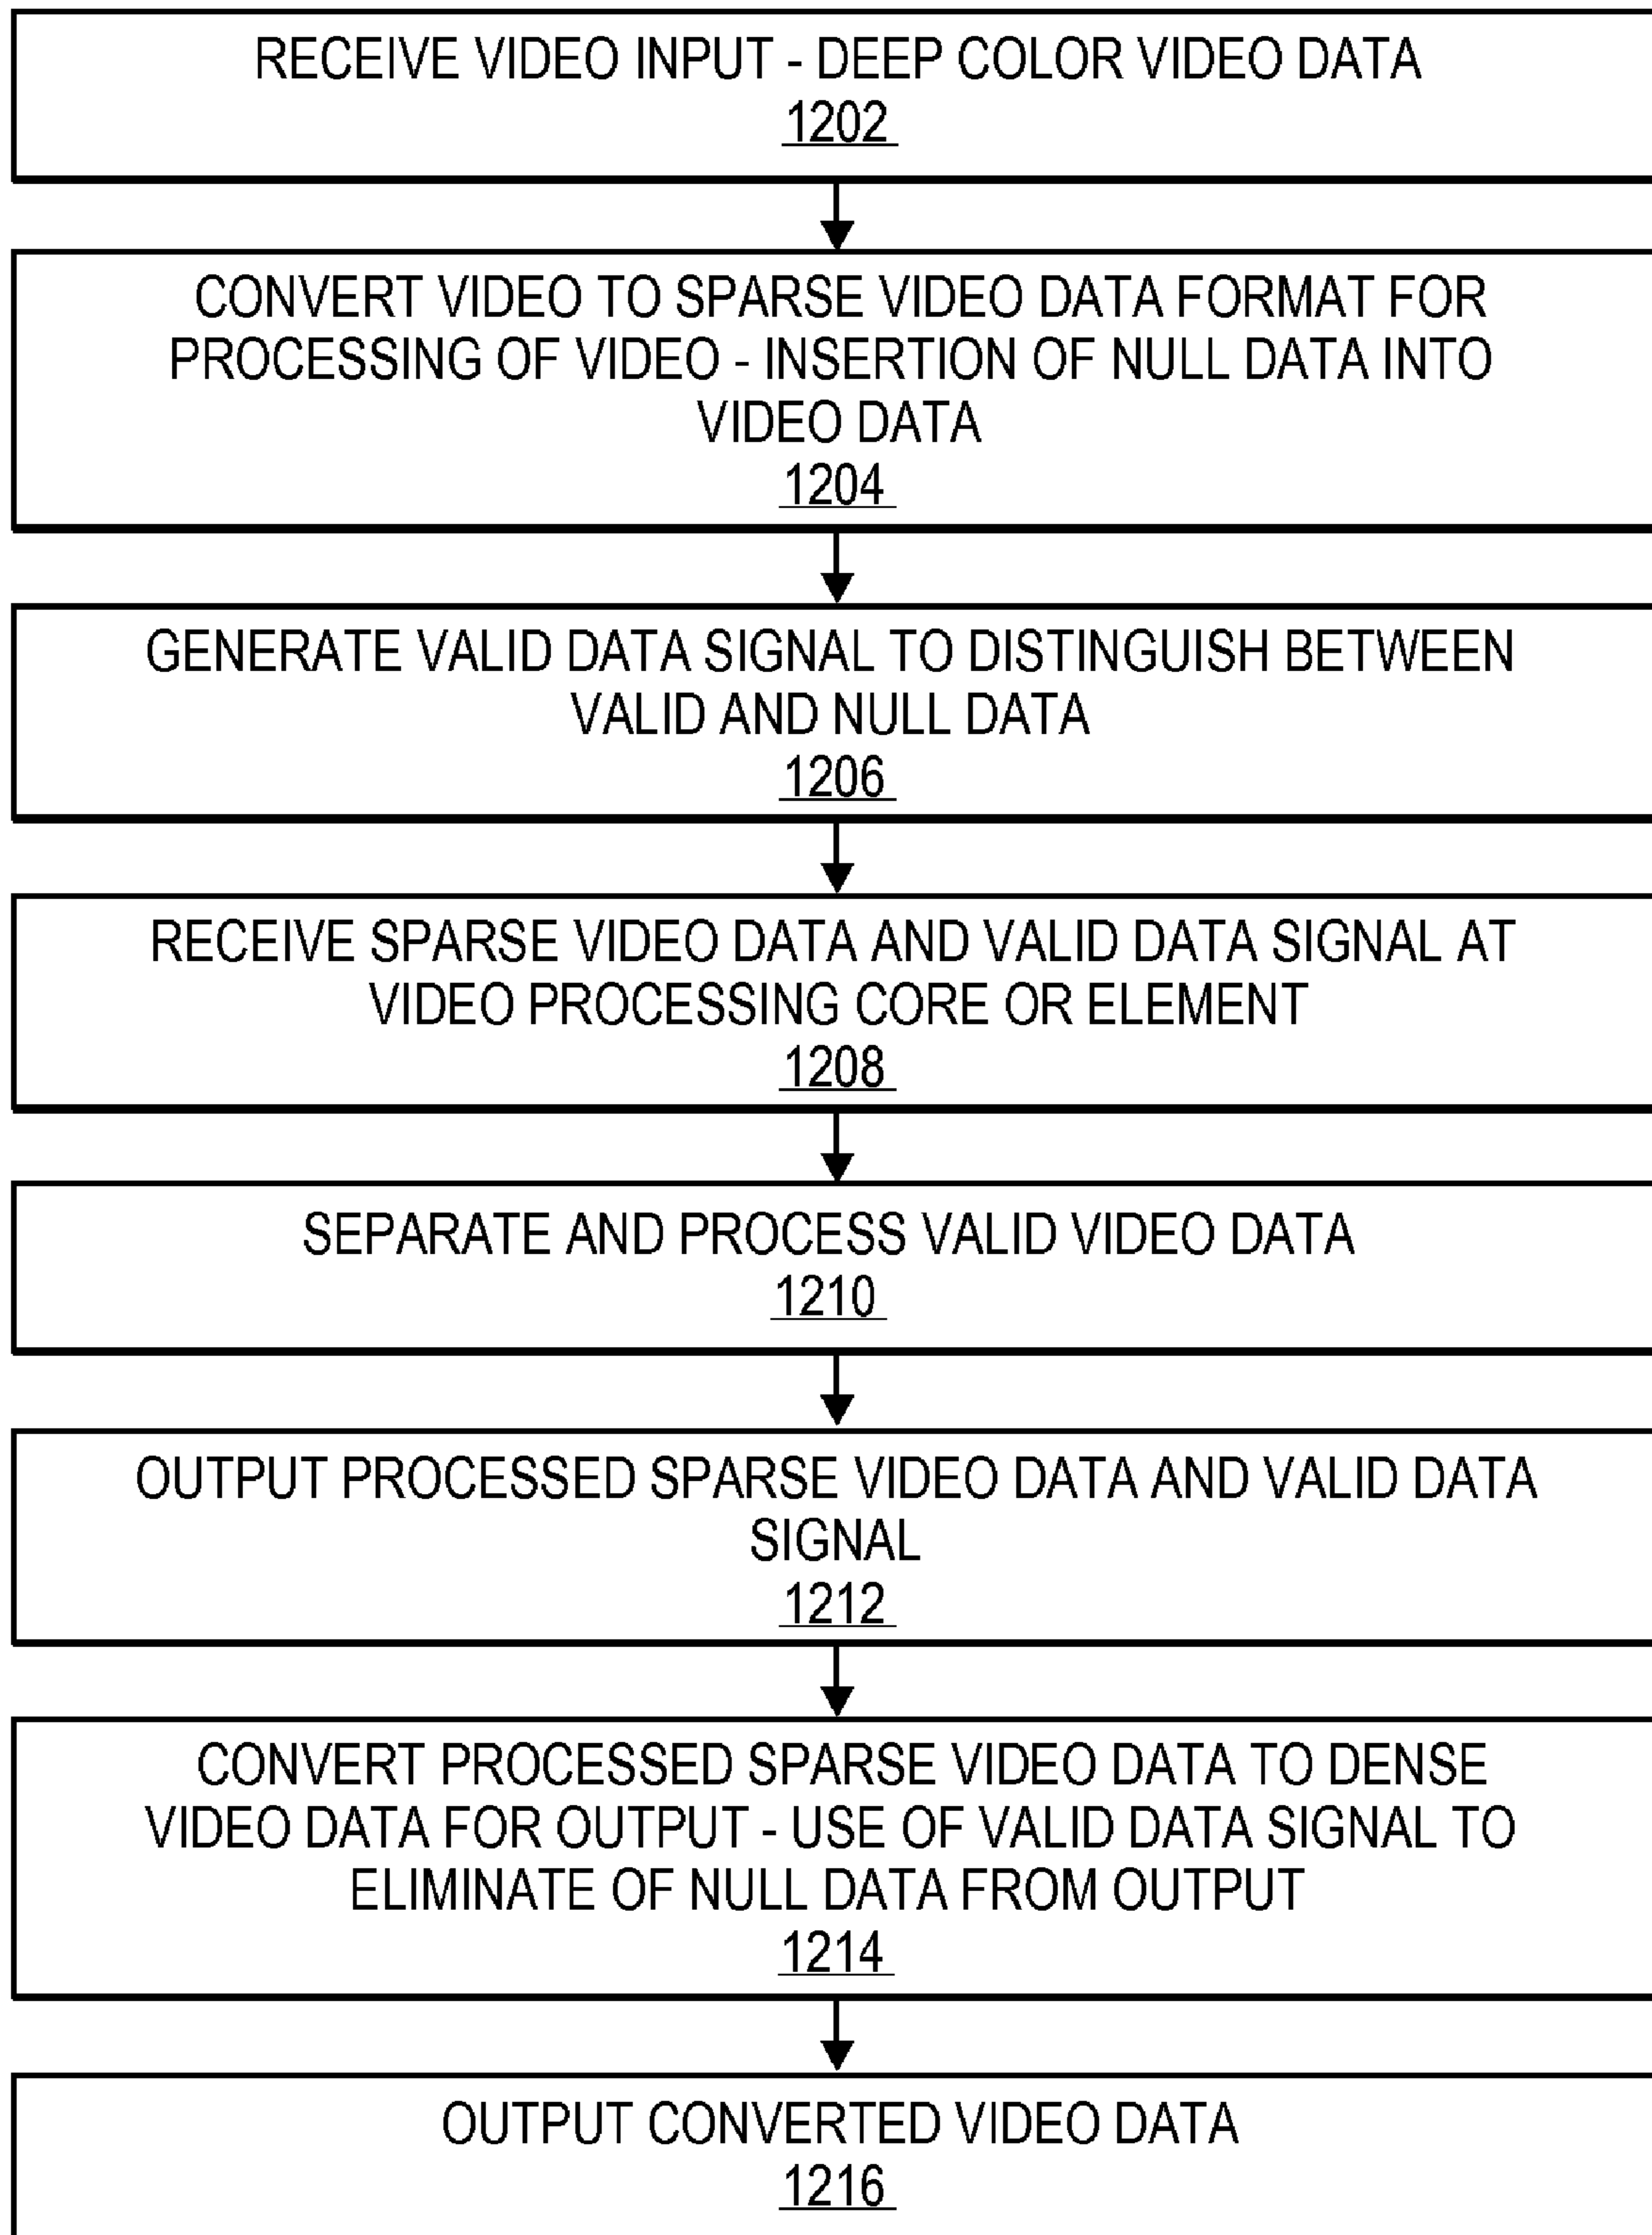 RECEIVE VIDEO INPUT - DEEP COLOR VIDEO DATA
1202
CONVERT VIDEO TO SPARSE VIDEO DATA FORMAT FOR
PROCESSING OF VIDEO - INSERTION OF NULL DATA INTO
VIDEO DATA
1204
GENERATE VALID DATA SIGNAL TO DISTINGUISH BETWEEN
VALID AND NULL DATA
1206
RECEIVE SPARSE VIDEO DATA AND VALID DATA SIGNAL AT
VIDEO PROCESSING CORE OR ELEMENT
1208
SEPARATE AND PROCESS VALID VIDEO DATA
1210
OUTPUT PROCESSED SPARSE VIDEO DATA AND VALID DATA
SIGNAL
1212
CONVERT PROCESSED SPARSE VIDEO DATA TO DENSE
VIDEO DATA FOR OUTPUT - USE OF VALID DATA SIGNAL TO
ELIMINATE OF NULL DATA FROM OUTPUT
1214
OUTPUT CONVERTED VIDEO DATA
1216